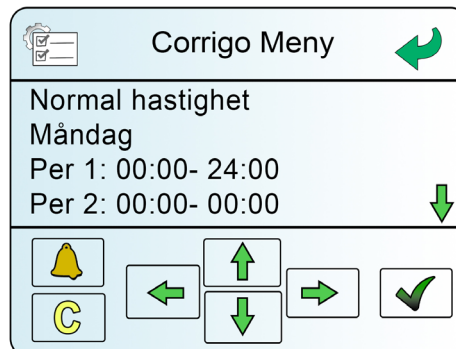 Corrigo Meny
Normal hastighet
Måndag
Per 1: 00:00- 24:00
Per 2: 00:00- 00:00
C